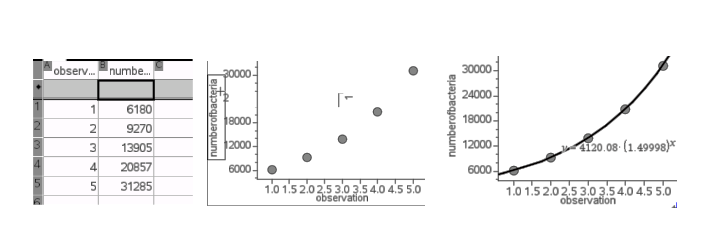 A B C
observ... numbe...
1 1 6180
2 2 9270
3 3 13905
4 4 20857
5 5 31285
6
numberofbacteria
30000
2
18000
12000
6000
1.0 1.5 2.0 2.5 3.0 3.5 4.0 4.5 5.0
observation
numberofbacteria
30000
24000
18000
12000
6000
y= 4120.08·(1.49998)^x
1.0 1.5 2.0 2.5 3.0 3.5 4.0 4.5 5.0
observation